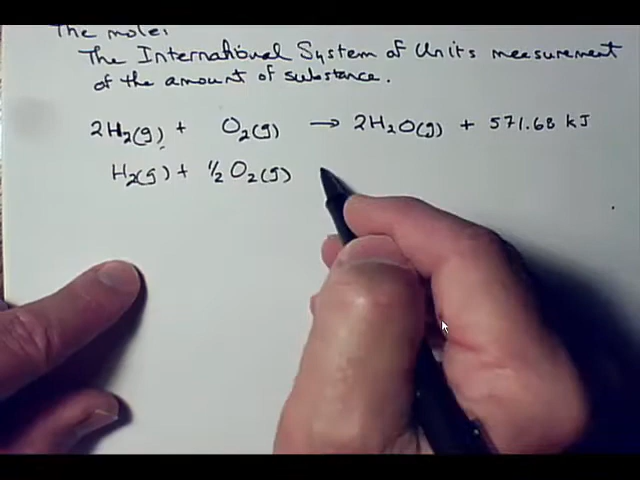 The mole:
The International System of Units measurement
of the amount of substance.
2H₂(g) + O₂(g) → 2H₂O(g) + 571.68 kJ
H₂(g) + ½ O₂(g)